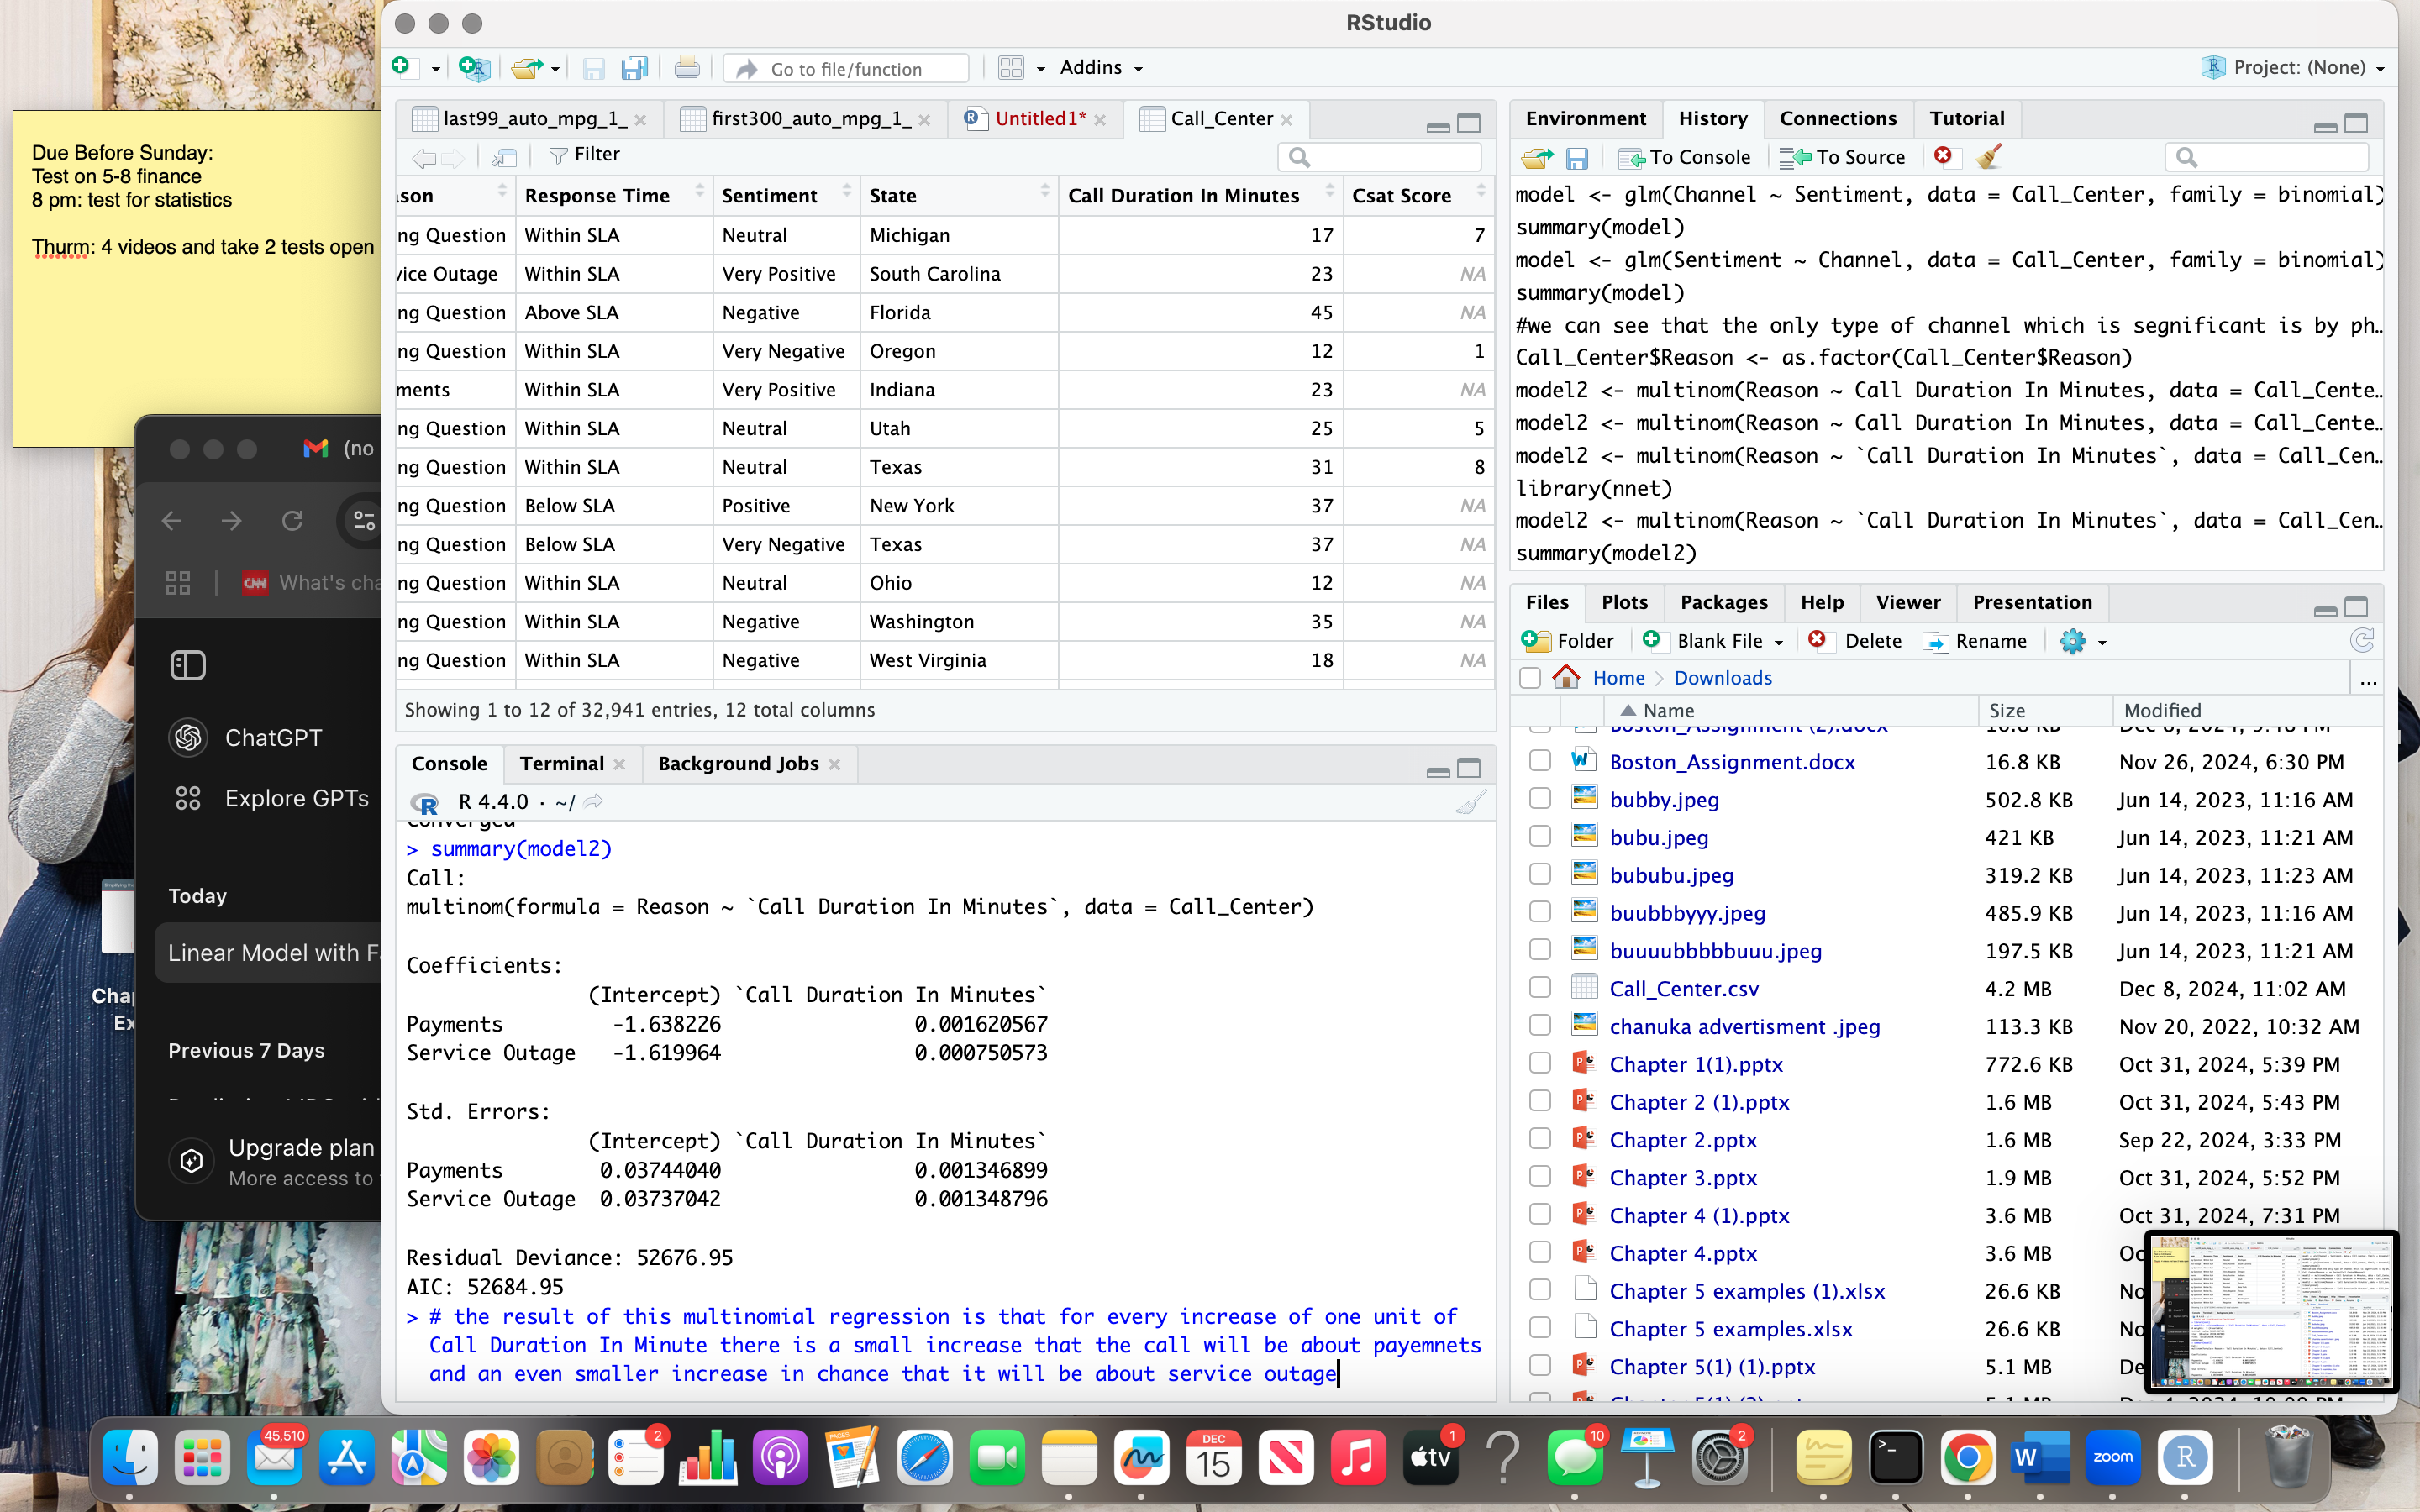 RStudio
Go to file/function
Addins
Project: (None)
last99_auto_mpg_1_
first300_auto_mpg_1_
Untitled1*
Call_Center
Filter
Due Before Sunday:
Test on 5-8 finance
8 pm: test for statistics
Thurm: 4 videos and take 2 tests open
son Response Time Sentiment State Call Duration In Minutes Csat Score
ng Question Within SLA Neutral Michigan 17 7
vice Outage Within SLA Very Positive South Carolina 23 NA
ng Question Above SLA Negative Florida 45 NA
ng Question Within SLA Very Negative Oregon 12 1
ments Within SLA Very Positive Indiana 23 NA
ng Question Within SLA Neutral Utah 25 5
ng Question Within SLA Neutral Texas 31 8
ng Question Below SLA Positive New York 37 NA
ng Question Below SLA Very Negative Texas 37 NA
ng Question Within SLA Neutral Ohio 12 NA
ng Question Within SLA Negative Washington 35 NA
ng Question Within SLA Negative West Virginia 18 NA
Showing 1 to 12 of 32,941 entries, 12 total columns
Environment History Connections Tutorial
To Console To Source
model <- glm(Channel ~ Sentiment, data = Call_Center, family = binomial)
summary(model)
model <- glm(Sentiment ~ Channel, data = Call_Center, family = binomial)
summary(model)
#we can see that the only type of channel which is segnificant is by ph…
Call_Center$Reason <- as.factor(Call_Center$Reason)
model2 <- multinom(Reason ~ Call Duration In Minutes, data = Call_Cente…
model2 <- multinom(Reason ~ Call Duration In Minutes, data = Call_Cente…
model2 <- multinom(Reason ~ `Call Duration In Minutes`, data = Call_Cen…
library(nnet)
model2 <- multinom(Reason ~ `Call Duration In Minutes`, data = Call_Cen…
summary(model2)
(no
CNN What's cha
ChatGPT
Explore GPTs
Today
Linear Model with Fa
Previous 7 Days
Upgrade plan
More access to
Cha
Ex
Console Terminal Background Jobs
R 4.4.0 · ~/
Converged
> summary(model2)
Call:
multinom(formula = Reason ~ `Call Duration In Minutes`, data = Call_Center)
Coefficients:
(Intercept) `Call Duration In Minutes`
Payments -1.638226 0.001620567
Service Outage -1.619964 0.000750573
Std. Errors:
(Intercept) `Call Duration In Minutes`
Payments 0.03744040 0.001346899
Service Outage 0.03737042 0.001348796
Residual Deviance: 52676.95
AIC: 52684.95
> # the result of this multinomial regression is that for every increase of one unit of
Call Duration In Minute there is a small increase that the call will be about payemnets
and an even smaller increase in chance that it will be about service outage
Files Plots Packages Help Viewer Presentation
Folder Blank File Delete Rename
Home Downloads ...
Name Size Modified
Boston_Assignment (2).docx
Boston_Assignment.docx 16.8 KB Nov 26, 2024, 6:30 PM
bubby.jpeg 502.8 KB Jun 14, 2023, 11:16 AM
bubu.jpeg 421 KB Jun 14, 2023, 11:21 AM
bububu.jpeg 319.2 KB Jun 14, 2023, 11:23 AM
buubbbyyy.jpeg 485.9 KB Jun 14, 2023, 11:16 AM
buuuubbbbbuuu.jpeg 197.5 KB Jun 14, 2023, 11:21 AM
Call_Center.csv 4.2 MB Dec 8, 2024, 11:02 AM
chanuka advertisment .jpeg 113.3 KB Nov 20, 2022, 10:32 AM
Chapter 1(1).pptx 772.6 KB Oct 31, 2024, 5:39 PM
Chapter 2 (1).pptx 1.6 MB Oct 31, 2024, 5:43 PM
Chapter 2.pptx 1.6 MB Sep 22, 2024, 3:33 PM
Chapter 3.pptx 1.9 MB Oct 31, 2024, 5:52 PM
Chapter 4 (1).pptx 3.6 MB Oct 31, 2024, 7:31 PM
Chapter 4.pptx 3.6 MB Oc
Chapter 5 examples (1).xlsx 26.6 KB No
Chapter 5 examples.xlsx 26.6 KB No
Chapter 5(1) (1).pptx 5.1 MB De
45,510
2
PAGES
DEC
15
tv
1
10
2
zoom